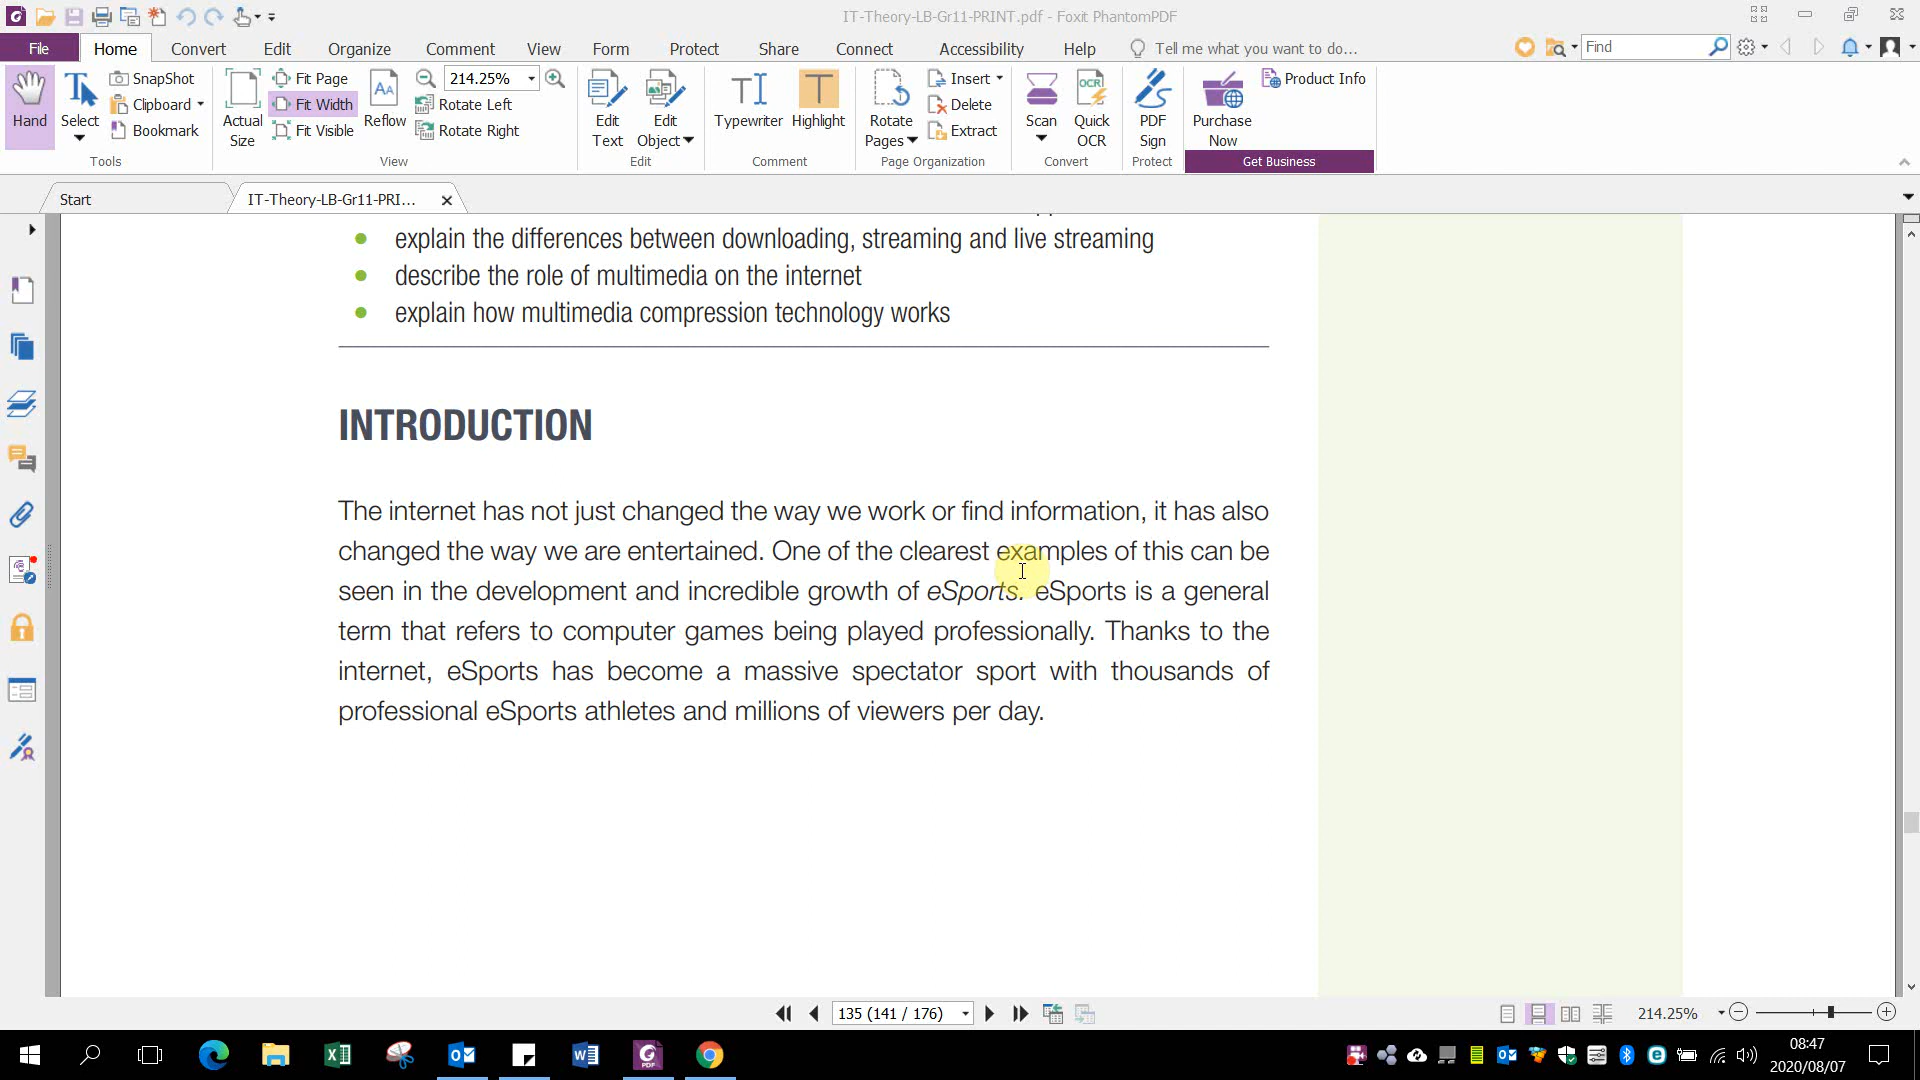 IT-Theory-LB-Gr11-PRINT.pdf - Foxit PhantomPDF
File Home Convert Edit Organize Comment View Form Protect Share Connect Accessibility Help Tell me what you want to do... Find
Hand
Select
SnapShot
Clipboard
Bookmark
Tools
Actual Size
Fit Page
Fit Width
Fit Visible
Reflow
214.25%
Rotate Left
Rotate Right
View
Edit Text
Edit Object
Edit
Typewriter
Highlight
Comment
Rotate Pages
Insert
Delete
Extract
Page Organization
Scan
Quick OCR
Convert
PDF Sign
Protect
Purchase Now
Product Info
Get Business
Start
IT-Theory-LB-Gr11-PRI...
explain the differences between downloading, streaming and live streaming
describe the role of multimedia on the internet
explain how multimedia compression technology works
INTRODUCTION
The internet has not just changed the way we work or find information, it has also
changed the way we are entertained. One of the clearest examples of this can be
seen in the development and incredible growth of eSports. eSports is a general
term that refers to computer games being played professionally. Thanks to the
internet, eSports has become a massive spectator sport with thousands of
professional eSports athletes and millions of viewers per day.
135 (141 / 176)
214.25%
08:47
2020/08/07